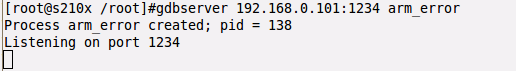 [root@s210x /root]#gdbserver 192.168.0.101:1234 arm_error
Process arm_error created; pid = 138
Listening on port 1234